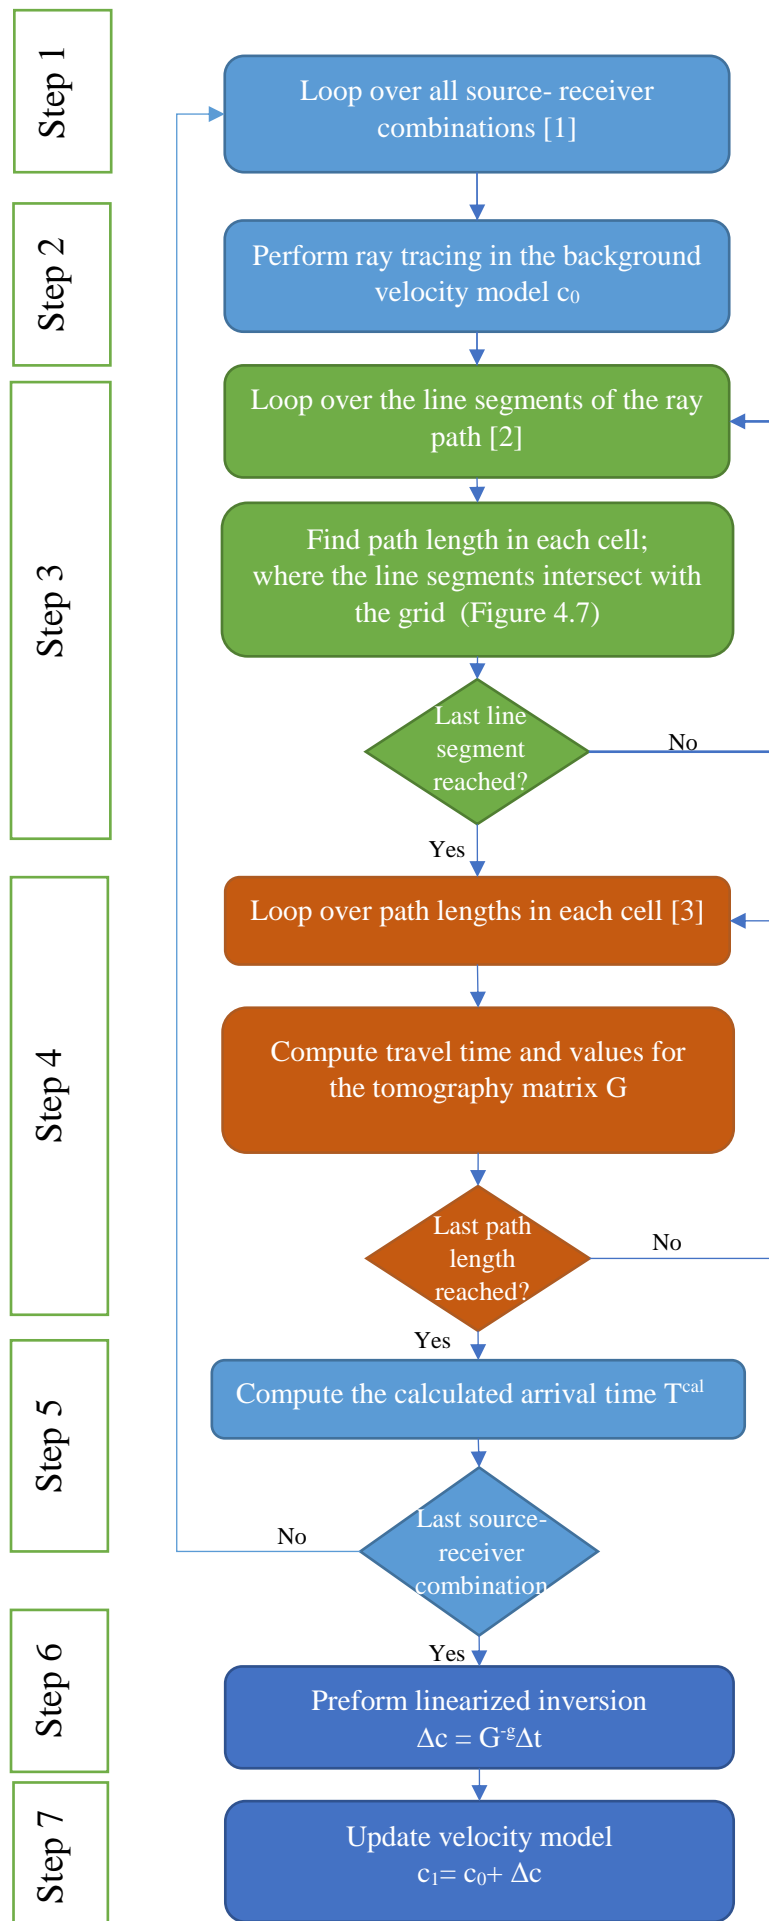 Step 1
Loop over all source- receiver
combinations [1]
Step 2
Perform ray tracing in the background
velocity model c₀
Step 3
Loop over the line segments of the ray
path [2]
Find path length in each cell;
where the line segments intersect with
the grid (Figure 4.7)
Last line
segment
reached?
No
Yes
Step 4
Loop over path lengths in each cell [3]
Compute travel time and values for
the tomography matrix G
Last path
length
reached?
No
Yes
Step 5
Compute the calculated arrival time Tᶜᵃˡ
Last source-
receiver
combination
No
Yes
Step 6
Preform linearized inversion
Δc = G⁻ᵍΔt
Step 7
Update velocity model
c₁= c₀+ Δc